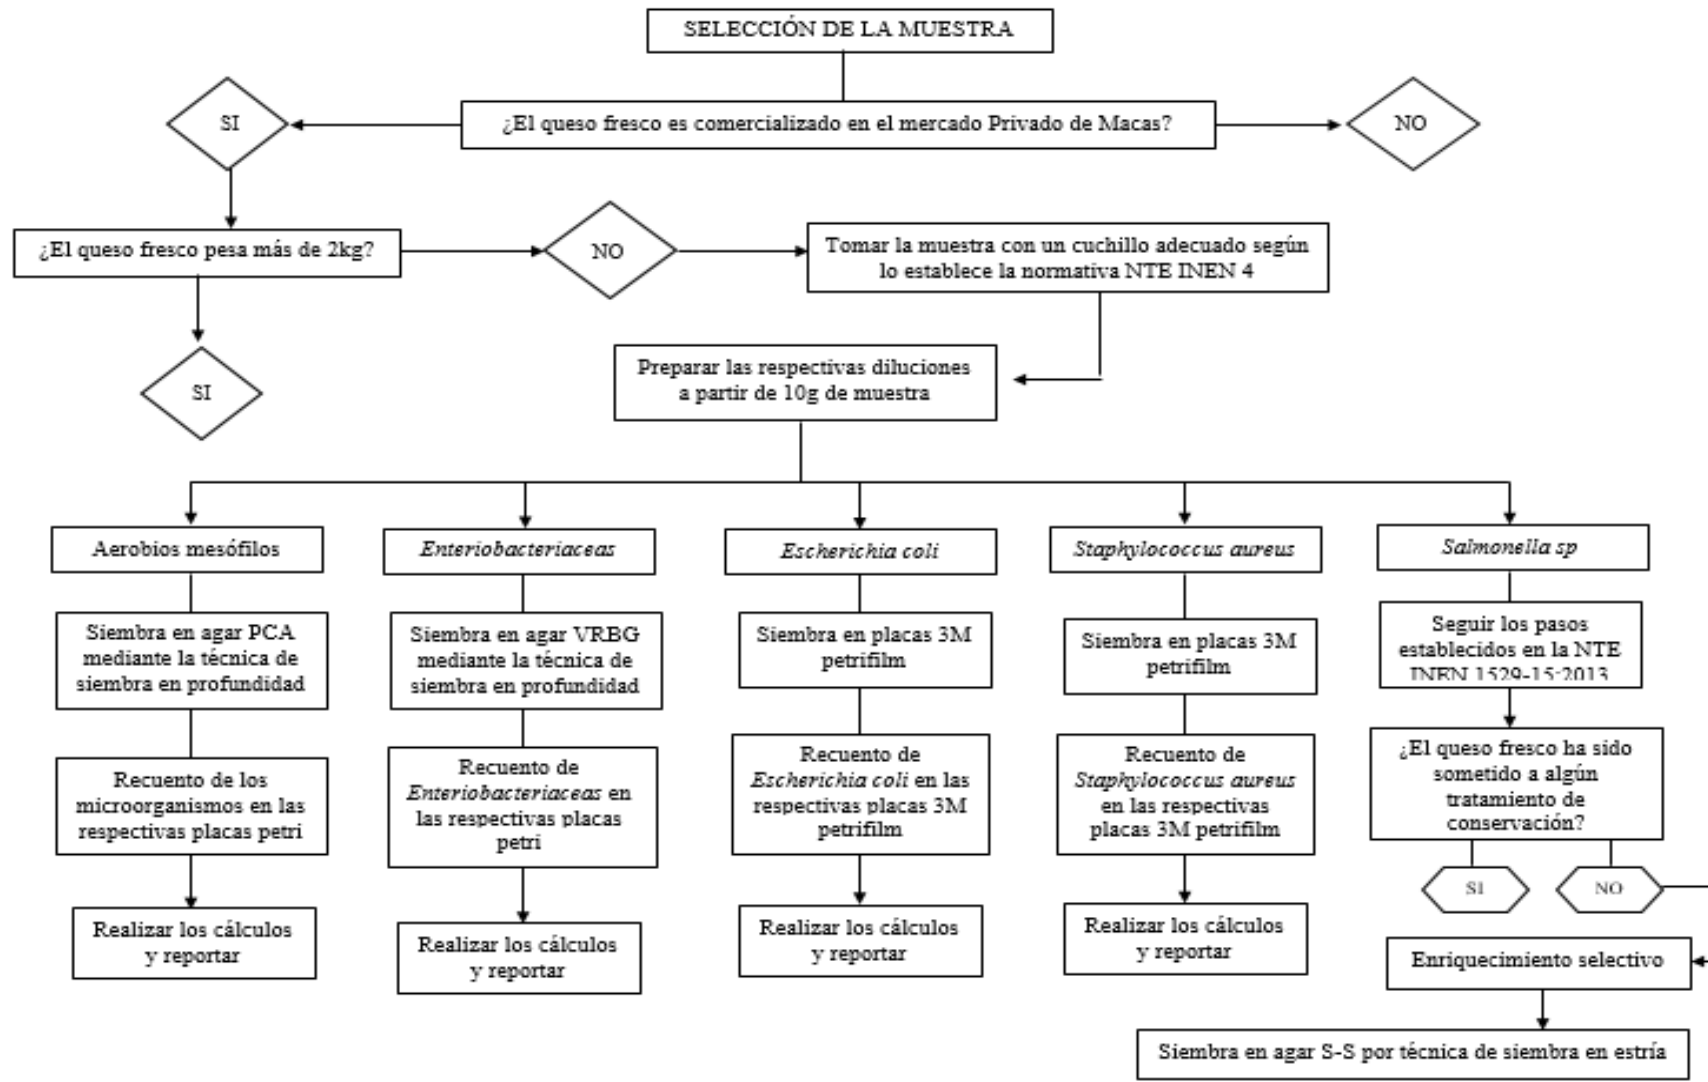 SELECCIÓN DE LA MUESTRA
SI
¿El queso fresco es comercializado en el mercado Privado de Macas?
NO
¿El queso fresco pesa más de 2kg?
NO
Tomar la muestra con un cuchillo adecuado según
lo establece la normativa NTE INEN 4
SI
Preparar las respectivas diluciones
a partir de 10g de muestra
Aerobios mesófilos
Enteriobacteriaceas
Escherichia coli
Staphylococcus aureus
Salmonella sp
Siembra en agar PCA
mediante la técnica de
siembra en profundidad
Siembra en agar VRBG
mediante la técnica de
siembra en profundidad
Siembra en placas 3M
petrifilm
Siembra en placas 3M
petrifilm
Seguir los pasos
establecidos en la NTE
INEN 1529-15:2013
Recuento de los
microorganismos en las
respectivas placas petri
Recuento de
Enteriobacteriaceas en
las respectivas placas
petri
Recuento de
Escherichia coli en las
respectivas placas 3M
petrifilm
Recuento de
Staphylococcus aureus
en las respectivas
placas 3M petrifilm
¿El queso fresco ha sido
sometido a algún
tratamiento de
conservación?
SI
NO
Realizar los cálculos
y reportar
Realizar los cálculos
y reportar
Realizar los cálculos
y reportar
Realizar los cálculos
y reportar
Enriquecimiento selectivo
Siembra en agar S-S por técnica de siembra en estría